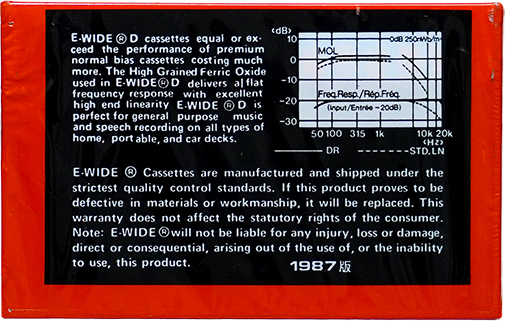 E-WIDE ® D cassettes equal or ex-
ceed the performance of premium
normal bias cassettes costing much
more. The High Grained Ferric Oxide
used in E-WIDE ® D delivers a flat
frequency response with excellent
high end linearity E-WIDE ® D is
perfect for general purpose music
and speech recording on all types of
home, portable, and car decks.
(dB)
10
0
−10
−20
−30
0dB 250nWb/m
MOL
Freq.Resp./Rép.Fréq.
(Input/Entrée −20dB)
50 100 315 1k 10k 20k
(Hz)
DR STD.LN
E-WIDE ® Cassettes are manufactured and shipped under the
strictest quality control standards. If this product proves to be
defective in materials or workmanship, it will be replaced. This
warranty does not affect the statutory rights of the consumer.
Note: E-WIDE ® will not be liable for any injury, loss or damage,
direct or consequential, arising out of the use of, or the inability
to use, this product.
1987版